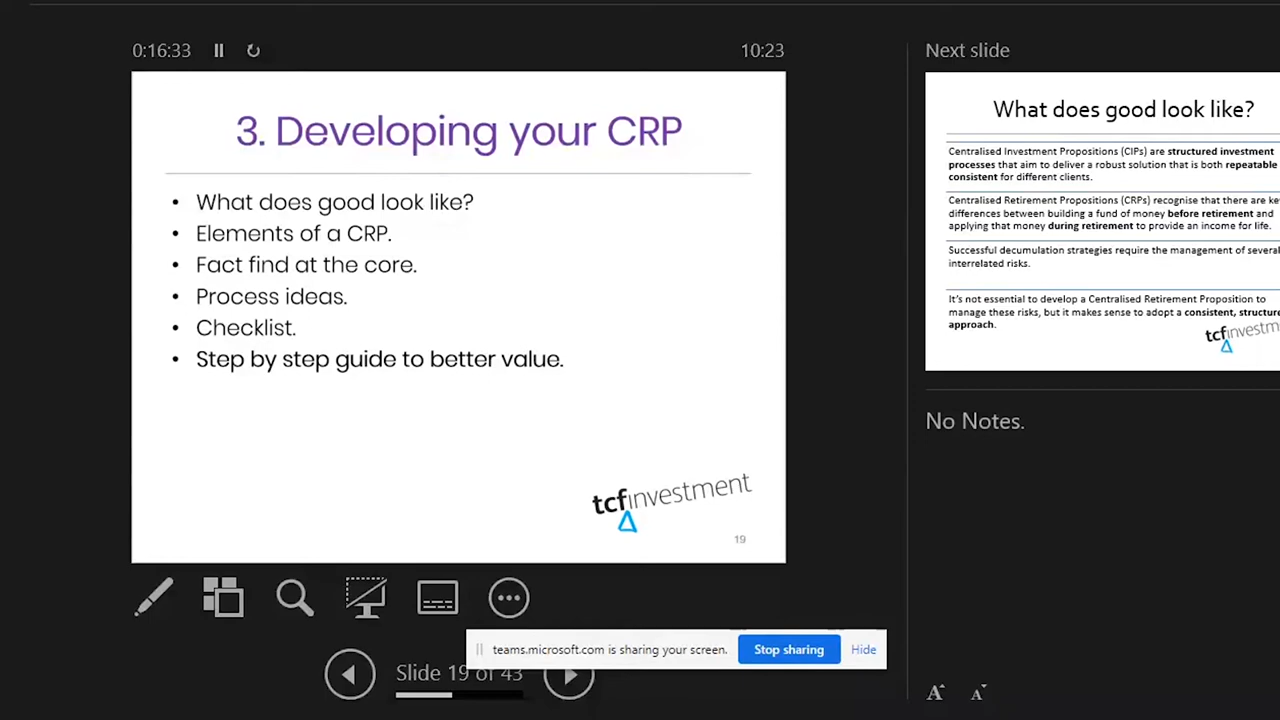 0:16:33
10:23
Next slide
3. Developing your CRP
• What does good look like?
• Elements of a CRP.
• Fact find at the core.
• Process ideas.
• Checklist.
• Step by step guide to better value.
tcfinvestment
19
What does good look like?
Centralised Investment Propositions (CIPs) are structured investment
processes that aim to deliver a robust solution that is both repeatable
consistent for different clients.
Centralised Retirement Propositions (CRPs) recognise that there are
differences between building a fund of money before retirement and
applying that money during retirement to provide an income for life.
Successful decumulation strategies require the management of several
interrelated risks.
It's not essential to develop a Centralised Retirement Proposition to
manage these risks, but it makes sense to adopt a consistent,
approach.
No Notes.
teams.microsoft.com is sharing your screen.
Stop sharing
Hide
Slide 19 of 43
A A